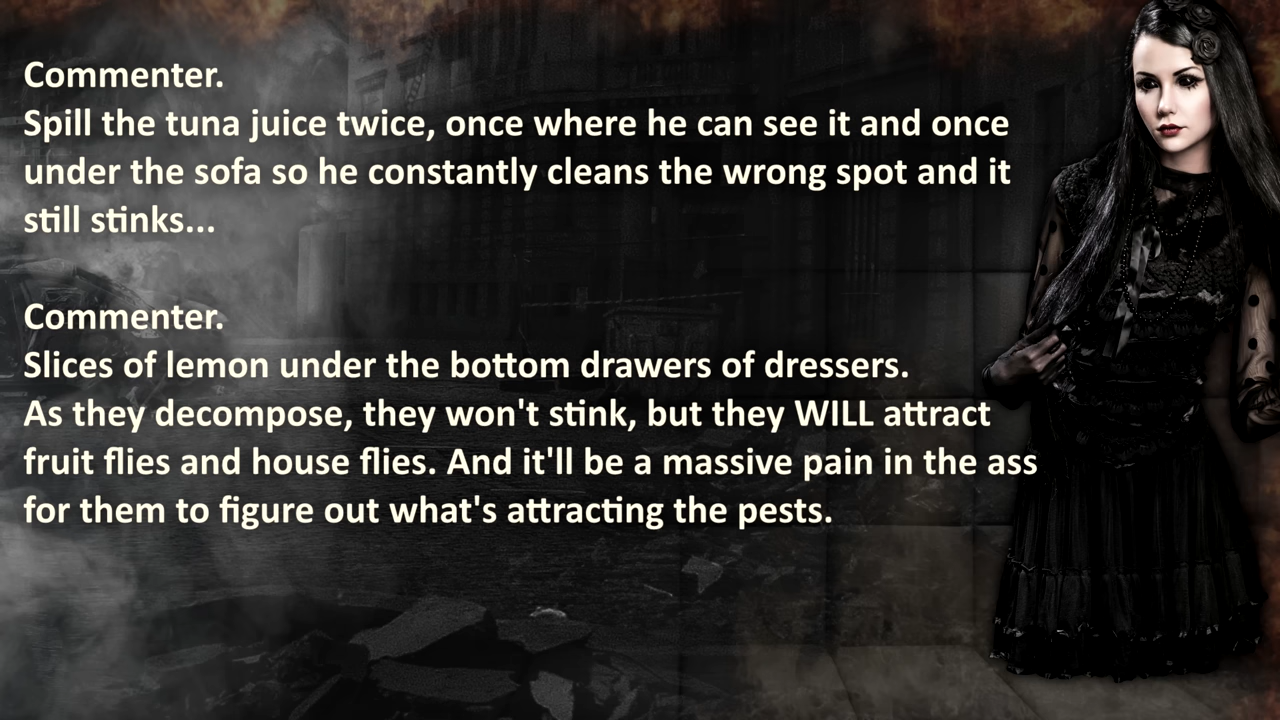 Commenter.
Spill the tuna juice twice, once where he can see it and once
under the sofa so he constantly cleans the wrong spot and it
still stinks...
Commenter.
Slices of lemon under the bottom drawers of dressers.
As they decompose, they won't stink, but they WILL attract
fruit flies and house flies. And it'll be a massive pain in the ass
for them to figure out what's attracting the pests.